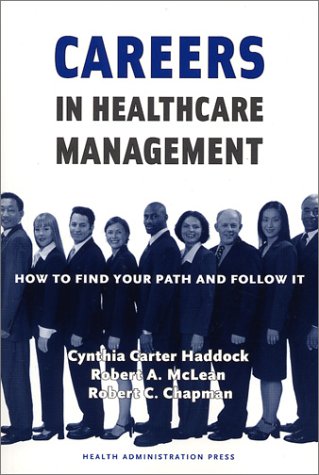 CAREERS
IN HEALTHCARE
MANAGEMENT
HOW TO FIND YOUR PATH AND FOLLOW IT
Cynthia Carter Haddock
Robert A. McLean
Robert C. Chapman
HEALTH ADMINISTRATION PRESS